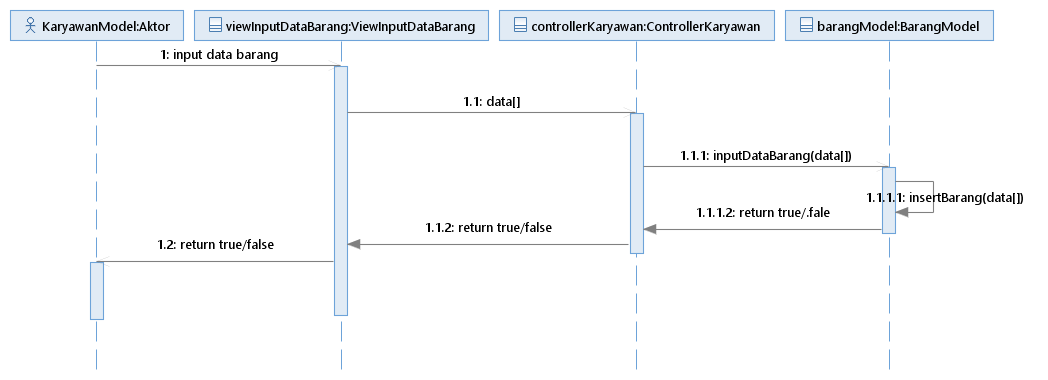 KaryawanModel:Aktor
viewInputDataBarang:ViewInputDataBarang
controllerKaryawan:ControllerKaryawan
barangModel:BarangModel
1: input data barang
1.1: data[]
1.1.1: inputDataBarang(data[])
1.1.1.1: insertBarang(data[])
1.1.1.2: return true/.fale
1.1.2: return true/false
1.2: return true/false